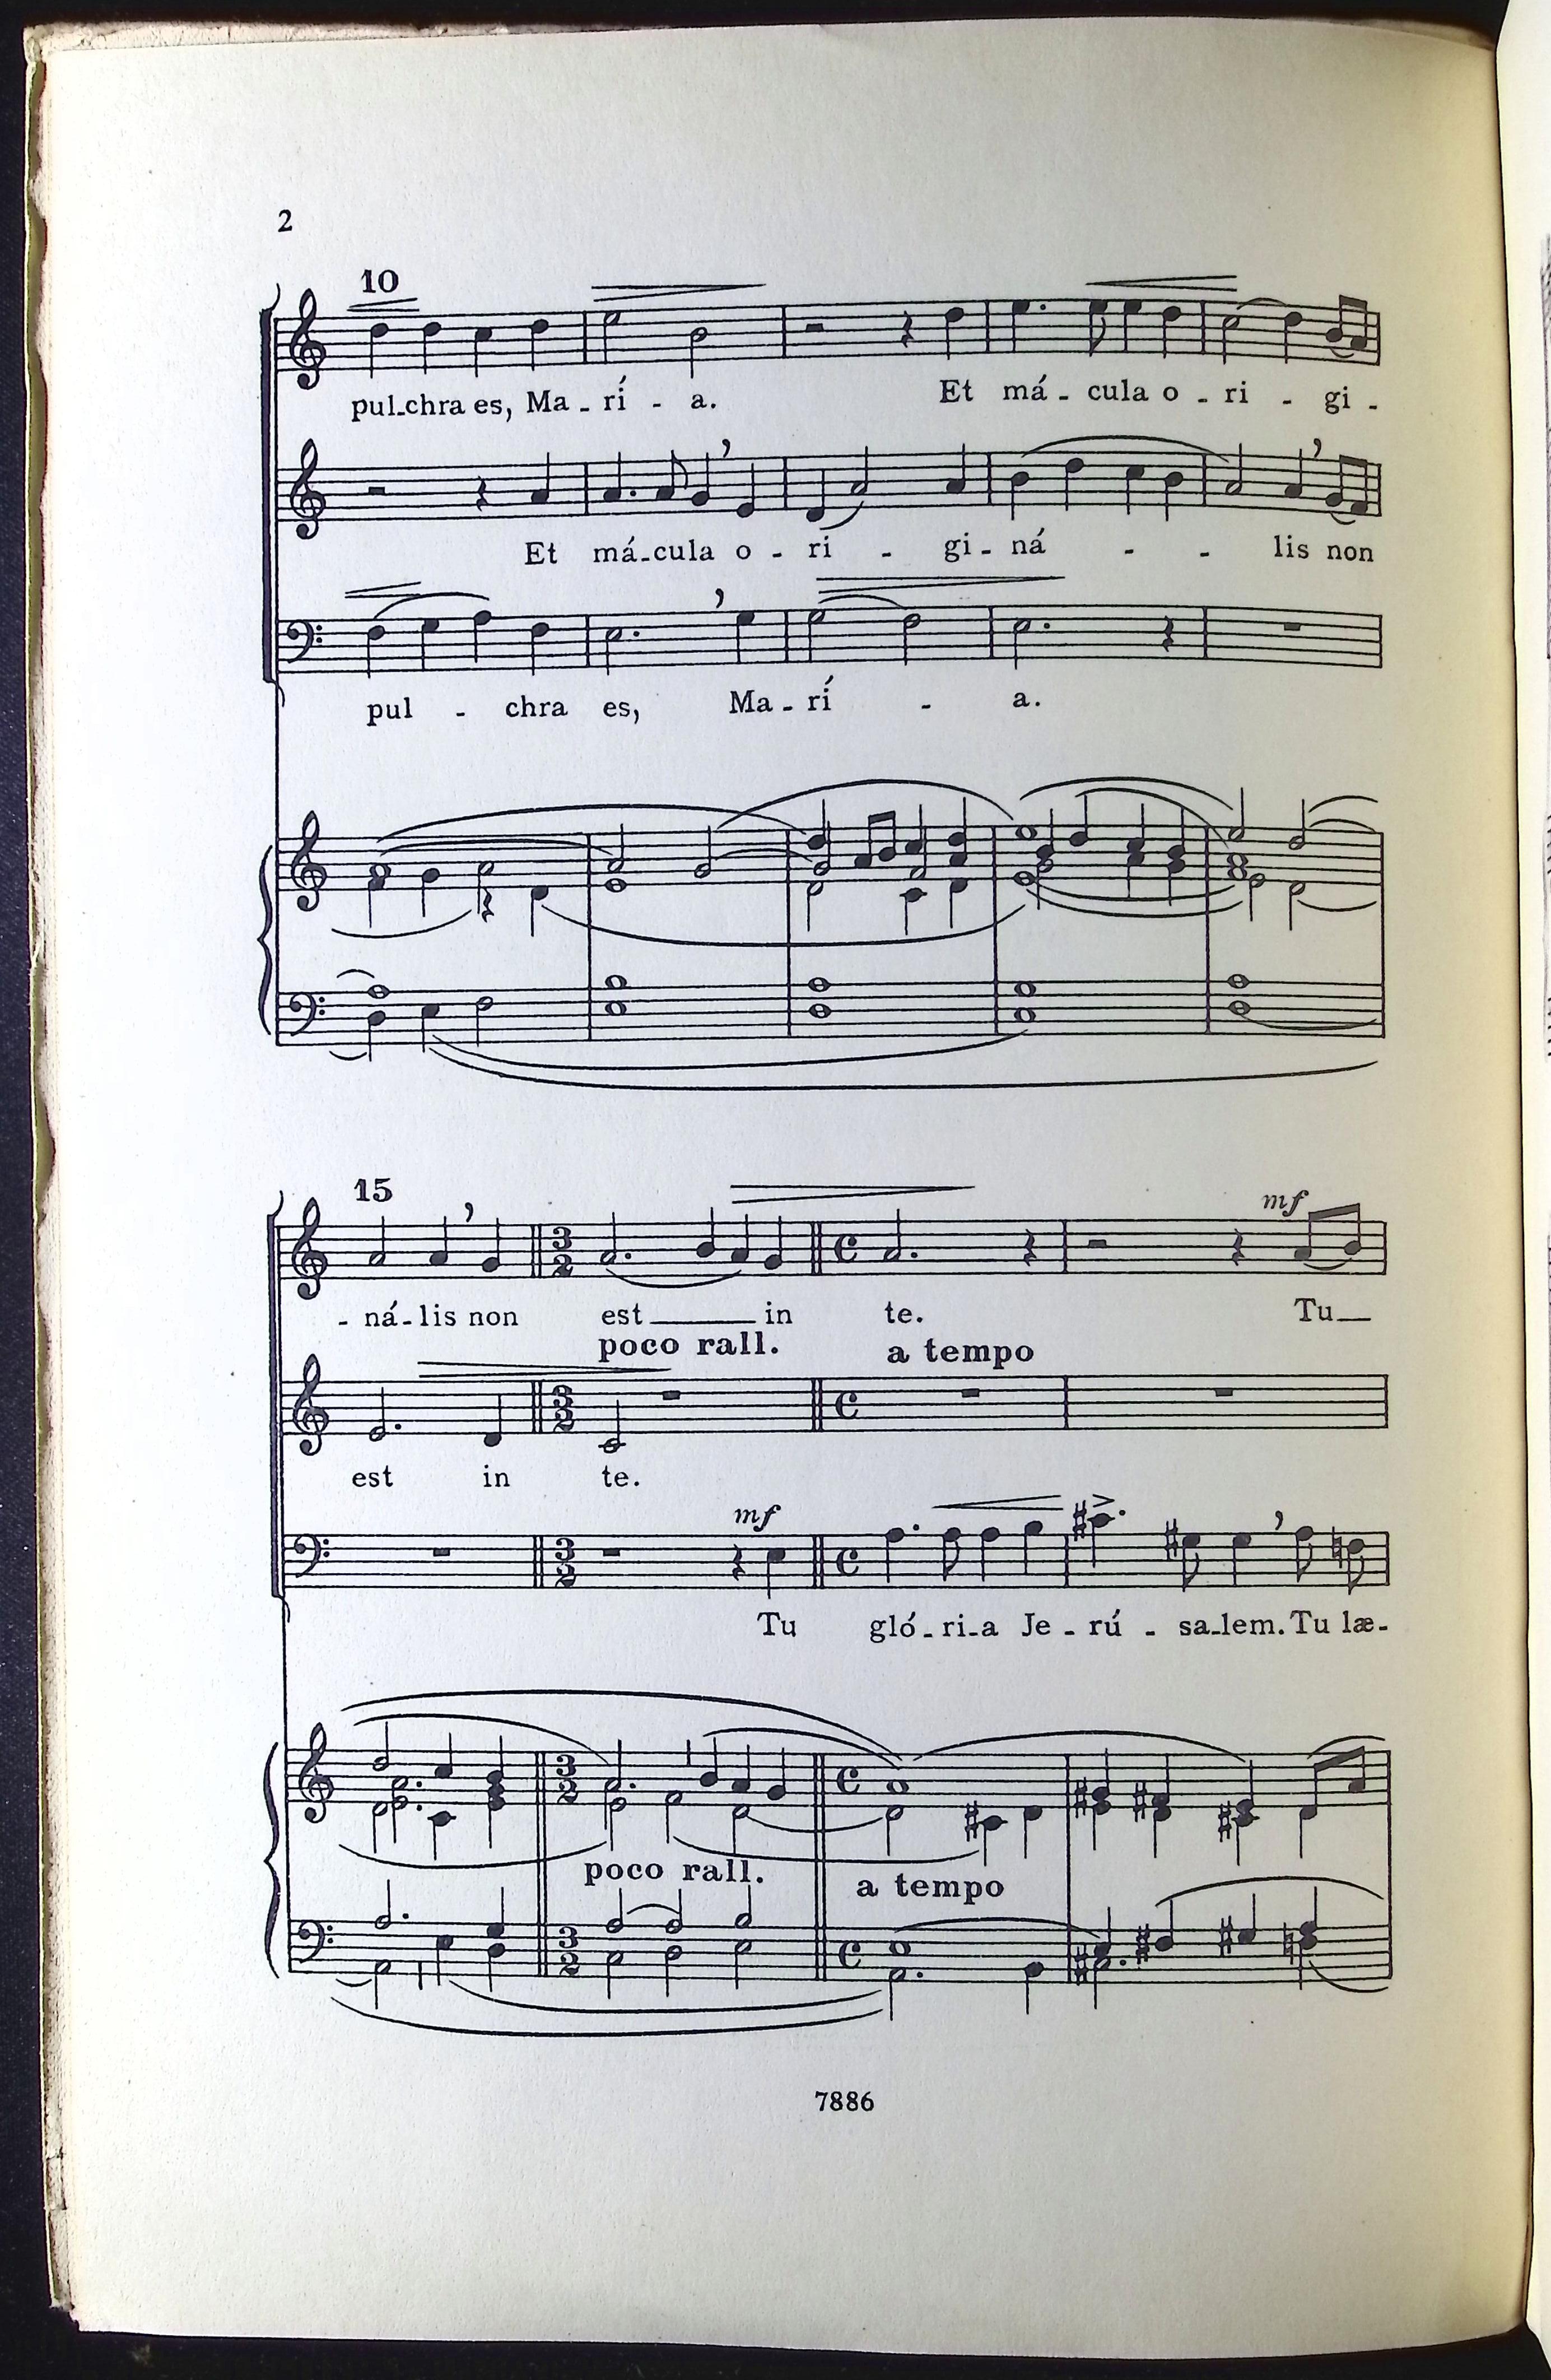 2
10
pul-chra es, Ma - rí - a. Et má - cula o - ri - gi -
Et má-cula o - ri - gi - ná - - lis non
pul - chra es, Ma - rí - a.
15
mf
- ná-lis non est in te. Tu
poco rall. a tempo
est in te.
mf
Tu gló-ri-a Je - rú - sa-lem. Tu læ-
poco rall. a tempo
7886